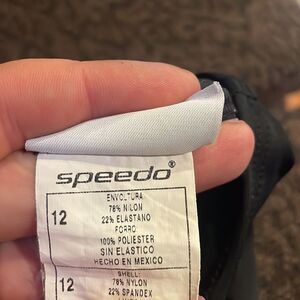 speedo®
12
ENVOLTURA
78% NILON
22% ELASTANO
FORRO:
100% POLIESTER
SIN ELASTICO
HECHO EN MEXICO
12
SHELL:
78% NYLON
22% SPANDEX